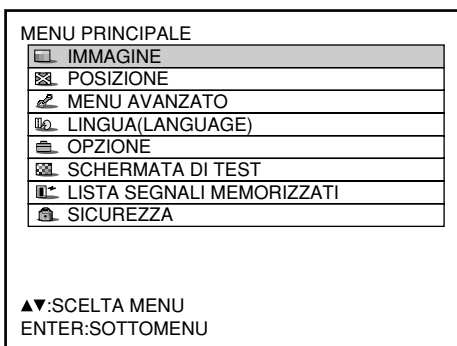 MENU PRINCIPALE
IMMAGINE
POSIZIONE
MENU AVANZATO
LINGUA(LANGUAGE)
OPZIONE
SCHERMATA DI TEST
LISTA SEGNALI MEMORIZZATI
SICUREZZA
▲▼:SCELTA MENU
ENTER:SOTTOMENU